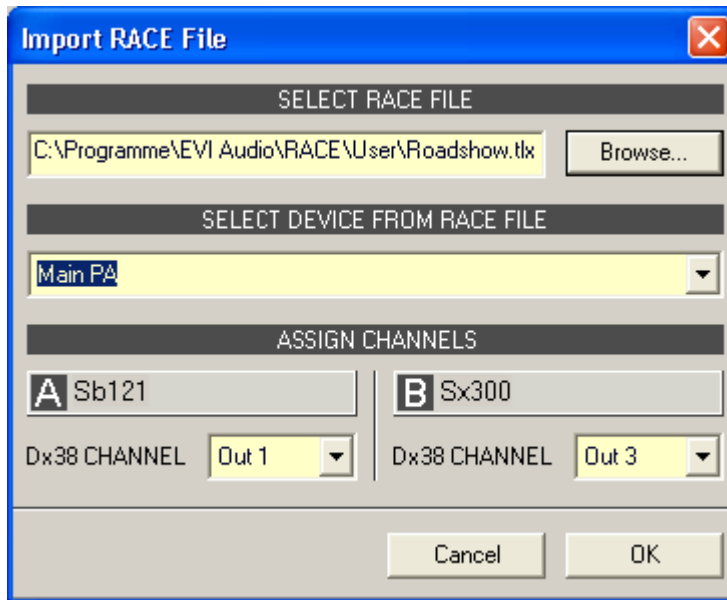 Import RACE File
SELECT RACE FILE
C:\Programme\EVI Audio\RACE\User\Roadshow.tlx Browse...
SELECT DEVICE FROM RACE FILE
Main PA
ASSIGN CHANNELS
A Sb121 B Sx300
Dx38 CHANNEL Out 1 Dx38 CHANNEL Out 3
Cancel OK